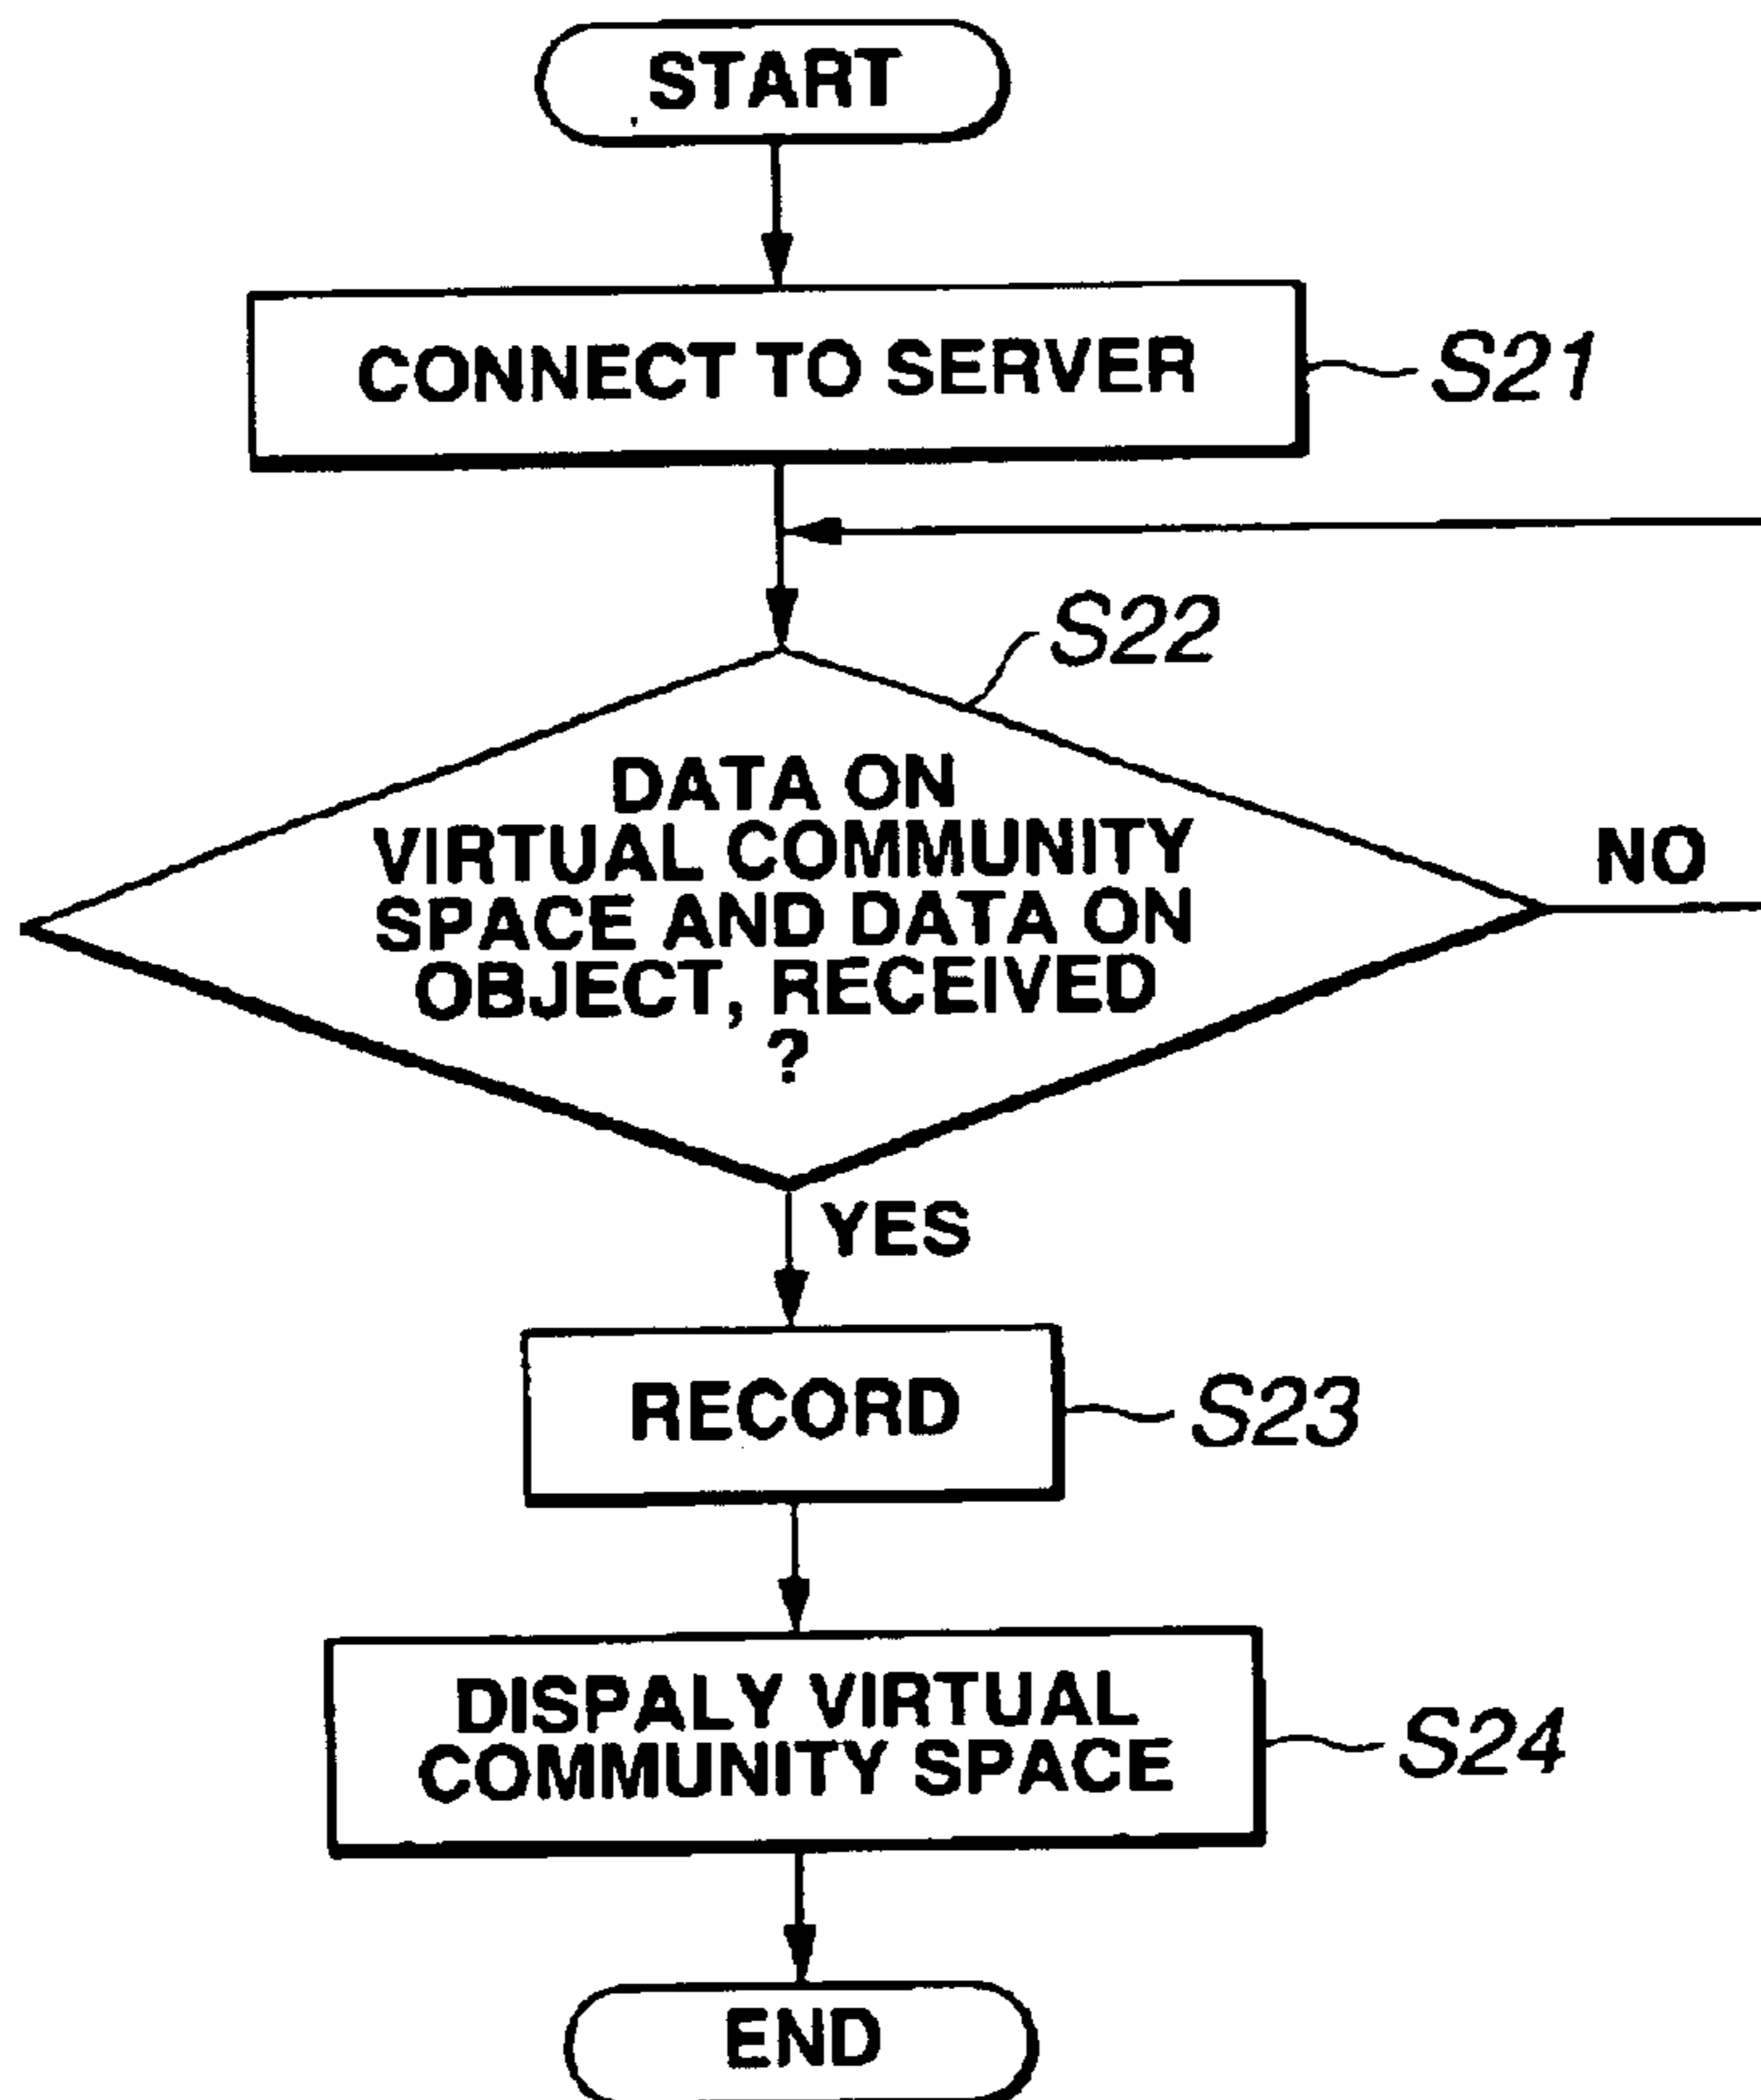 START
CONNECT TO SERVER
S21
S22
DATA ON
VIRTUAL COMMUNITY
SPACE AND DATA ON
OBJECT, RECEIVED
?
NO
YES
RECORD
S23
DISPALY VIRTUAL
COMMUNITY SPACE
S24
END